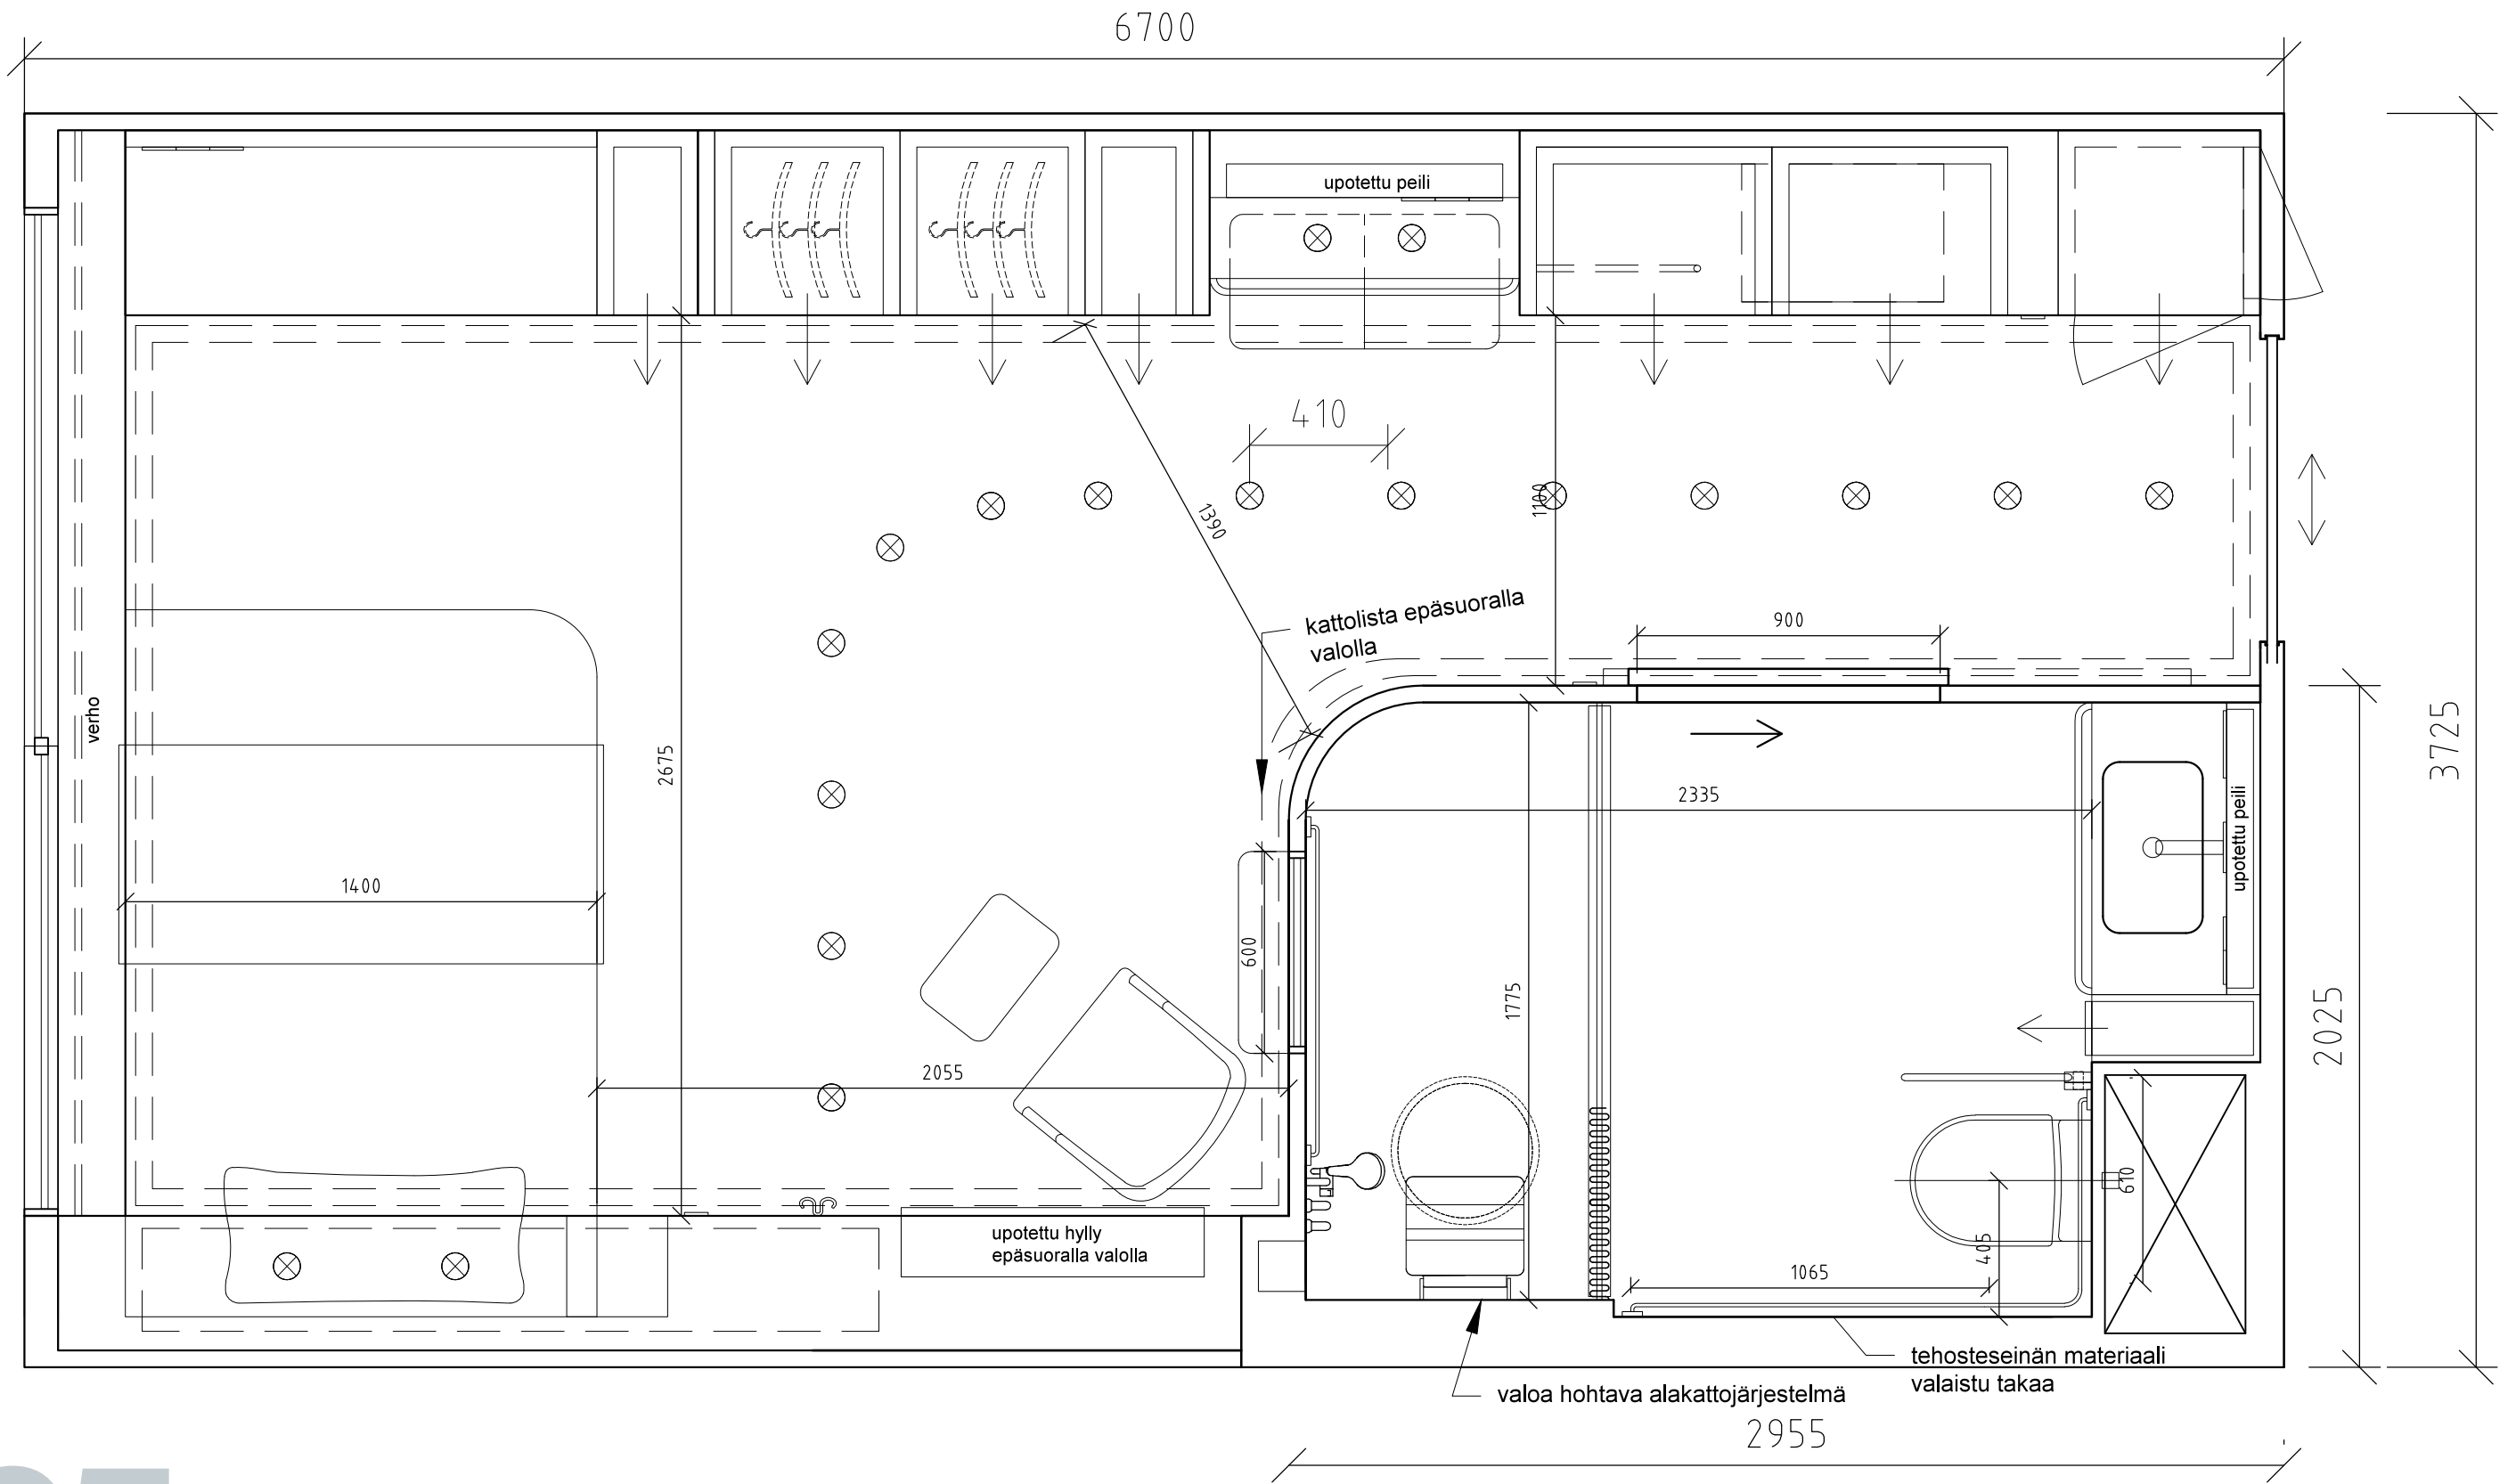 6700
upotettu peili
410
1390
1100
kattolista epäsuoralla
valolla
900
verho
2675
3725
2335
upotettu peili
1400
600
1775
2025
2055
610
405
upotettu hylly
epäsuoralla valolla
1065
tehosteseinän materiaali
valaistu takaa
valoa hohtava alakattojärjestelmä
2955